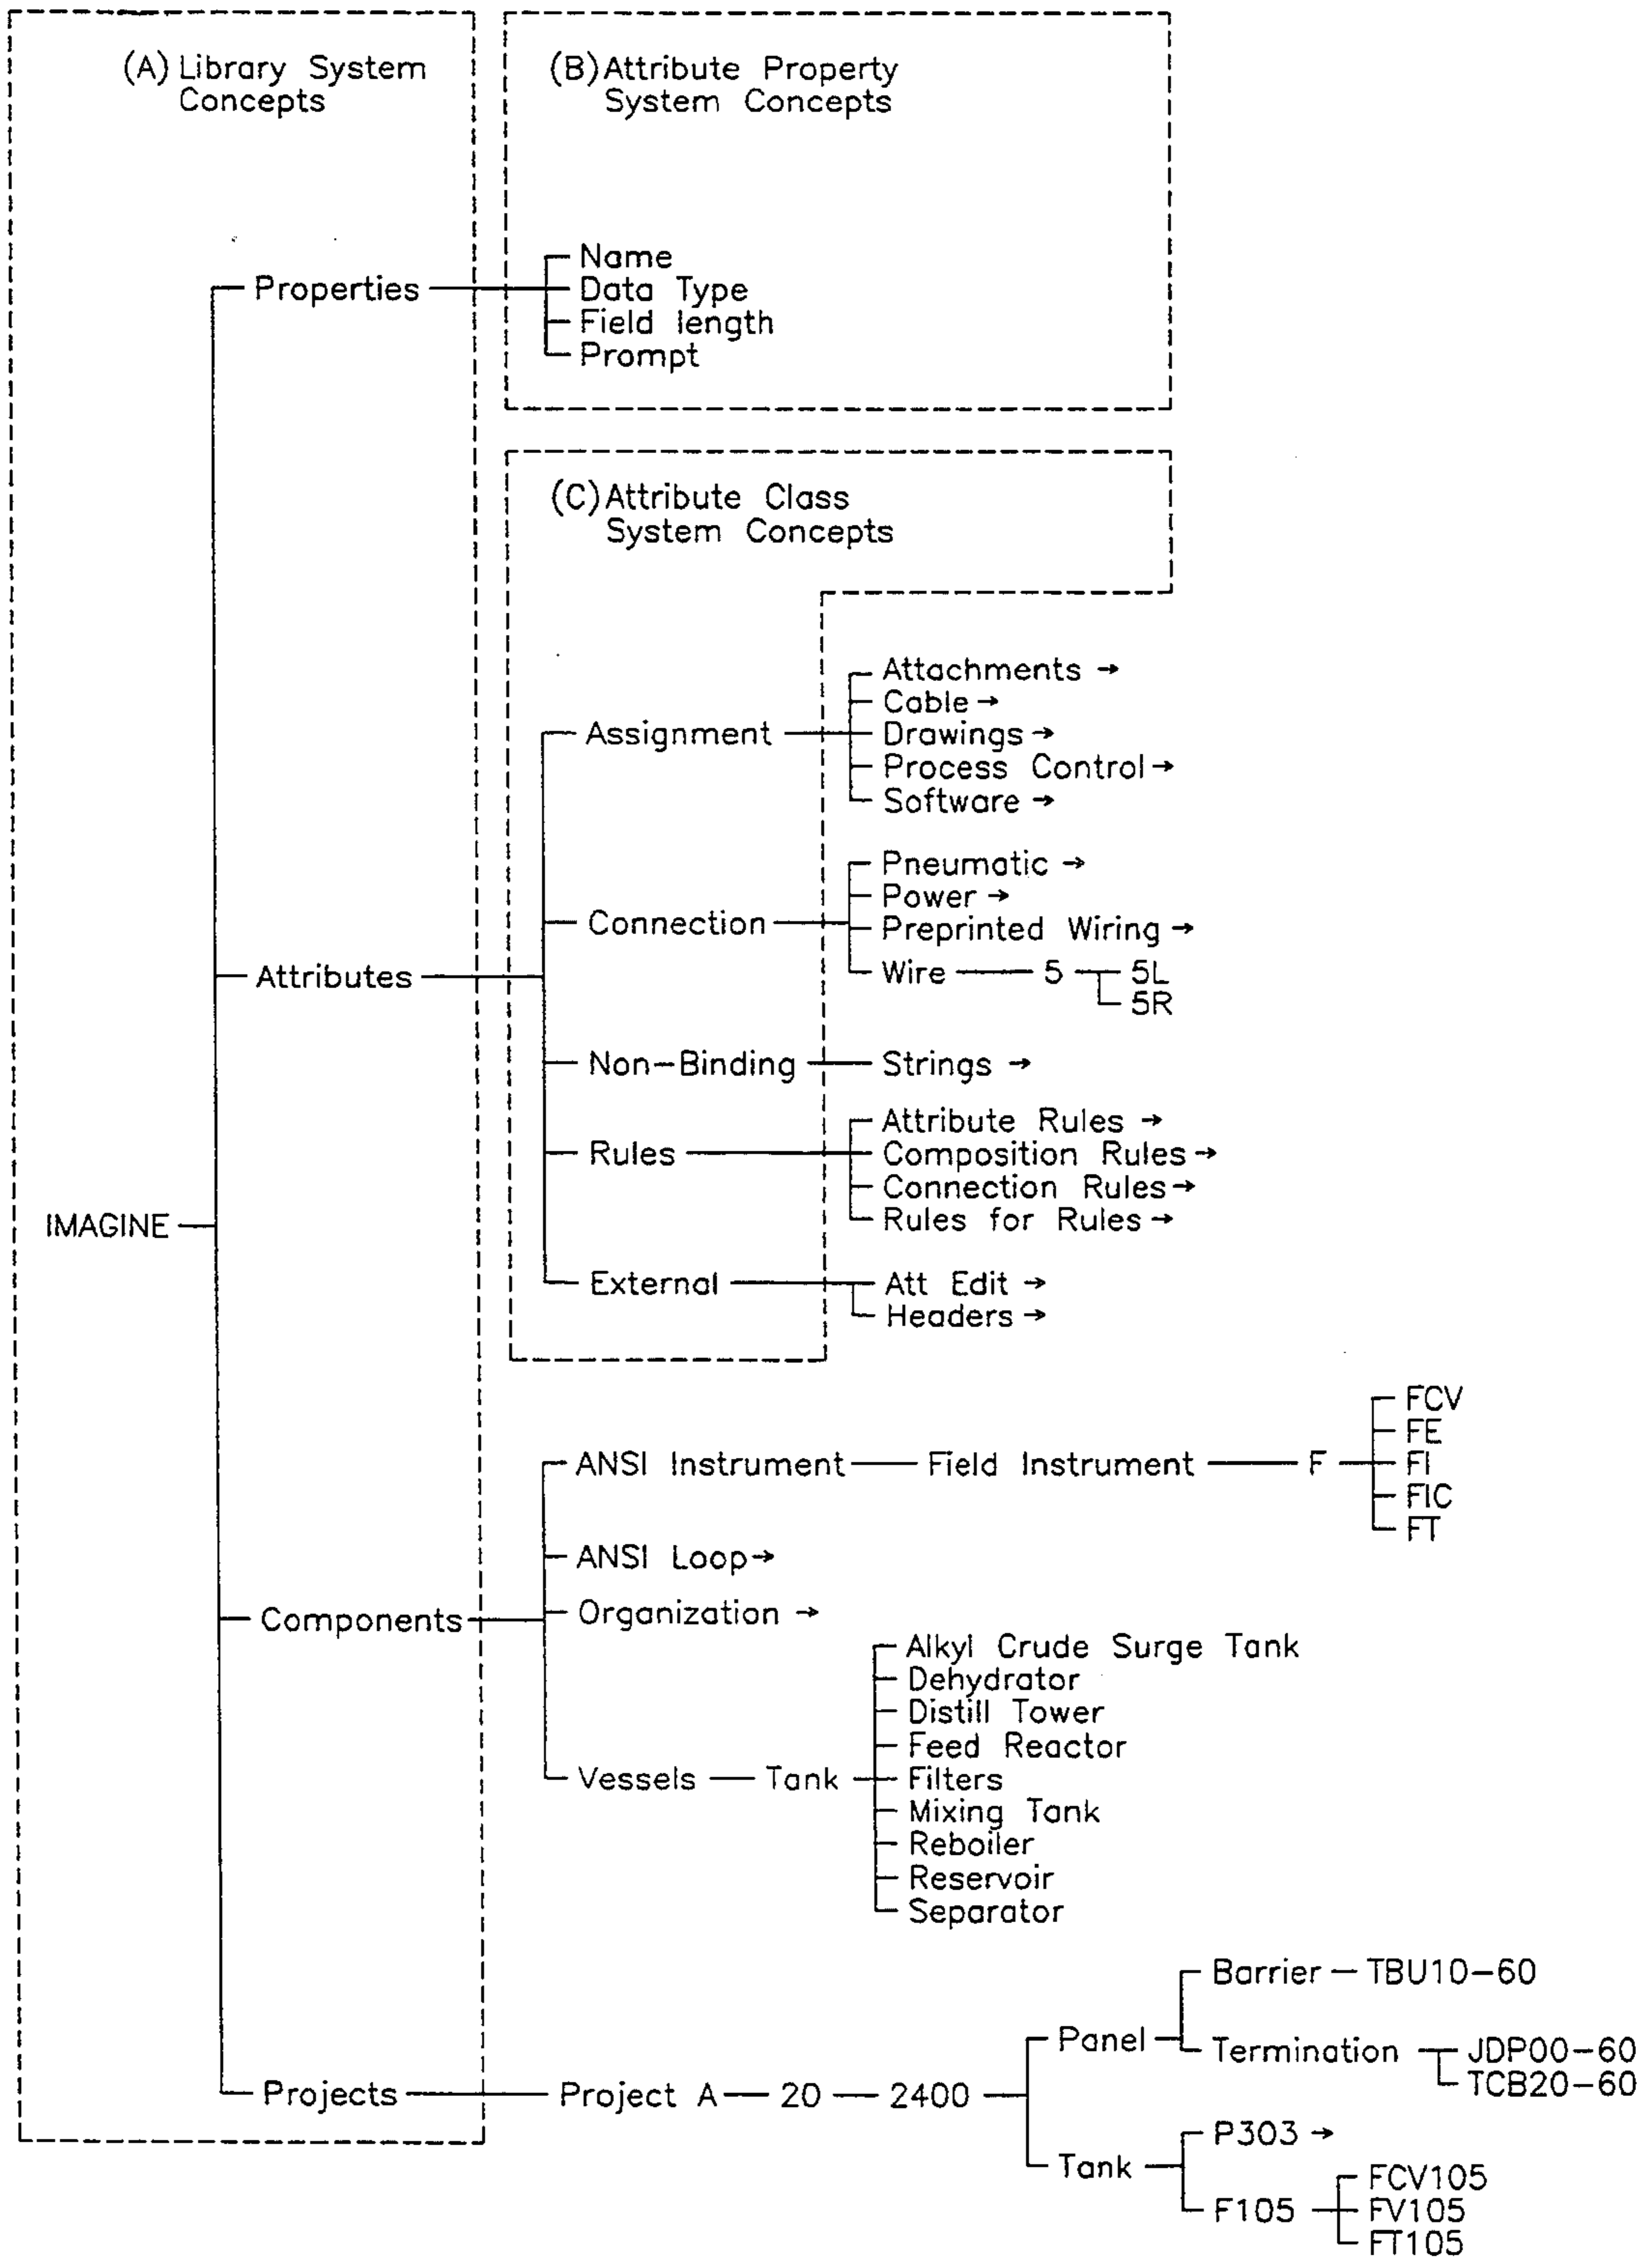 (A) Library System
Concepts
(B) Attribute Property
System Concepts
Properties
Name
Data Type
Field length
Prompt
(C) Attribute Class
System Concepts
Attributes
Assignment
Attachments →
Cable →
Drawings →
Process Control →
Software →
Connection
Pneumatic →
Power →
Preprinted Wiring →
Wire 5 5L
5R
Non-Binding Strings →
Rules
Attribute Rules →
Composition Rules →
Connection Rules →
Rules for Rules →
IMAGINE
External
Att Edit →
Headers →
Components
ANSI Instrument Field Instrument F
FCV
FE
FI
FIC
FT
ANSI Loop →
Organization →
Vessels Tank
Alkyl Crude Surge Tank
Dehydrator
Distill Tower
Feed Reactor
Filters
Mixing Tank
Reboiler
Reservoir
Separator
Projects Project A 20 2400
Panel
Barrier TBU10-60
Termination JDP00-60
TCB20-60
Tank
P303 →
F105
FCV105
FV105
FT105